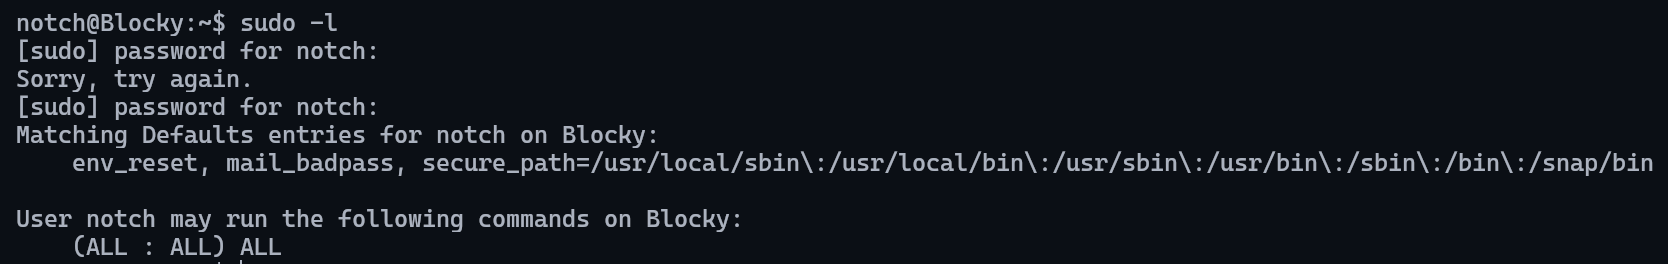 notch@Blocky:~$ sudo -l
[sudo] password for notch:
Sorry, try again.
[sudo] password for notch:
Matching Defaults entries for notch on Blocky:
    env_reset, mail_badpass, secure_path=/usr/local/sbin\:/usr/local/bin\:/usr/sbin\:/usr/bin\:/sbin\:/bin\:/snap/bin

User notch may run the following commands on Blocky:
    (ALL : ALL) ALL